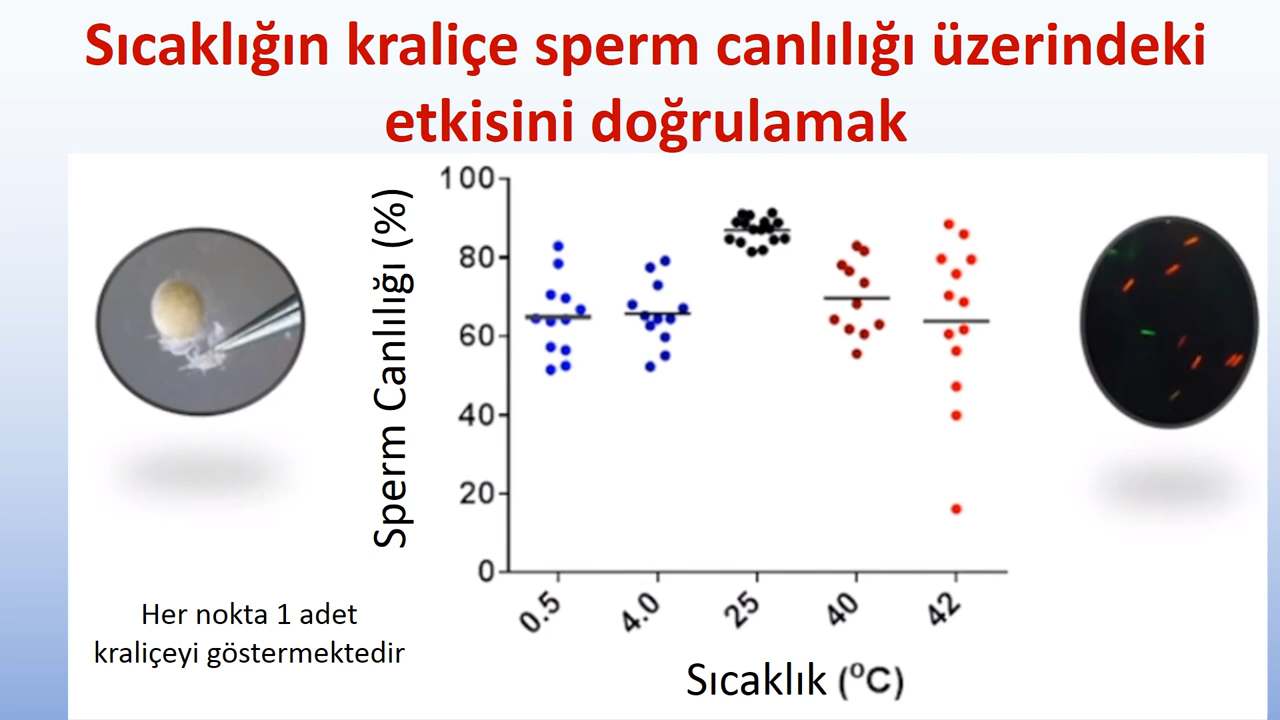 Sıcaklığın kraliçe sperm canlılığı üzerindeki
etkisini doğrulamak
Sperm Canlılığı (%)
100
80
60
40
20
0
0.5
4.0
25
40
42
Sıcaklık (°C)
Her nokta 1 adet
kraliçeyi göstermektedir